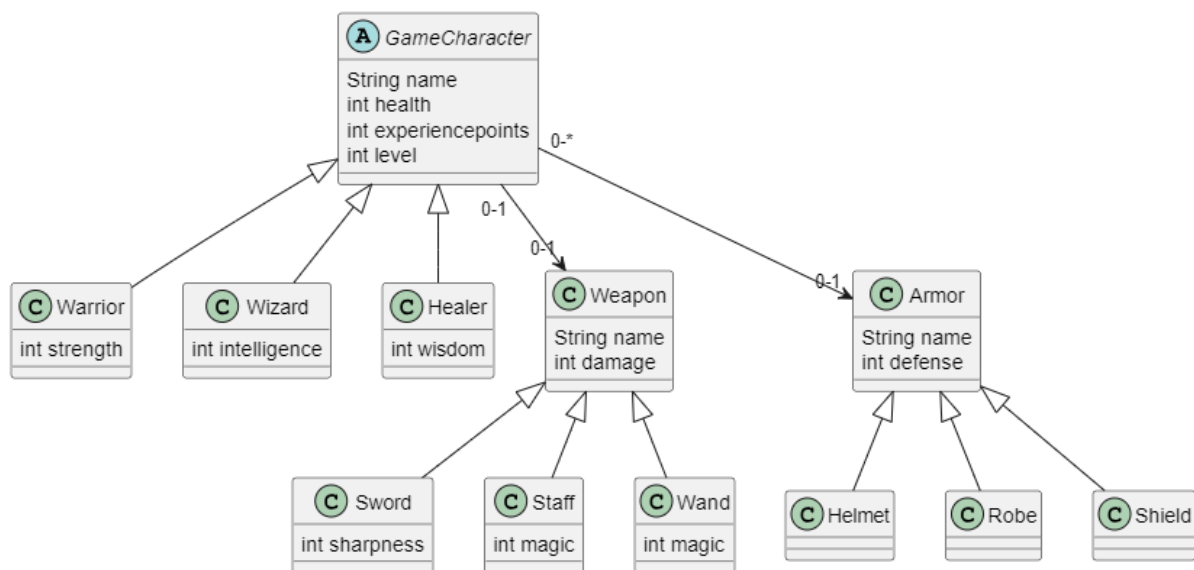 A GameCharacter
String name
int health
int experiencepoints
int level
0-*
0-1
0-1
0-1
C Warrior
int strength
C Wizard
int intelligence
C Healer
int wisdom
C Weapon
String name
int damage
C Armor
String name
int defense
C Sword
int sharpness
C Staff
int magic
C Wand
int magic
C Helmet
C Robe
C Shield